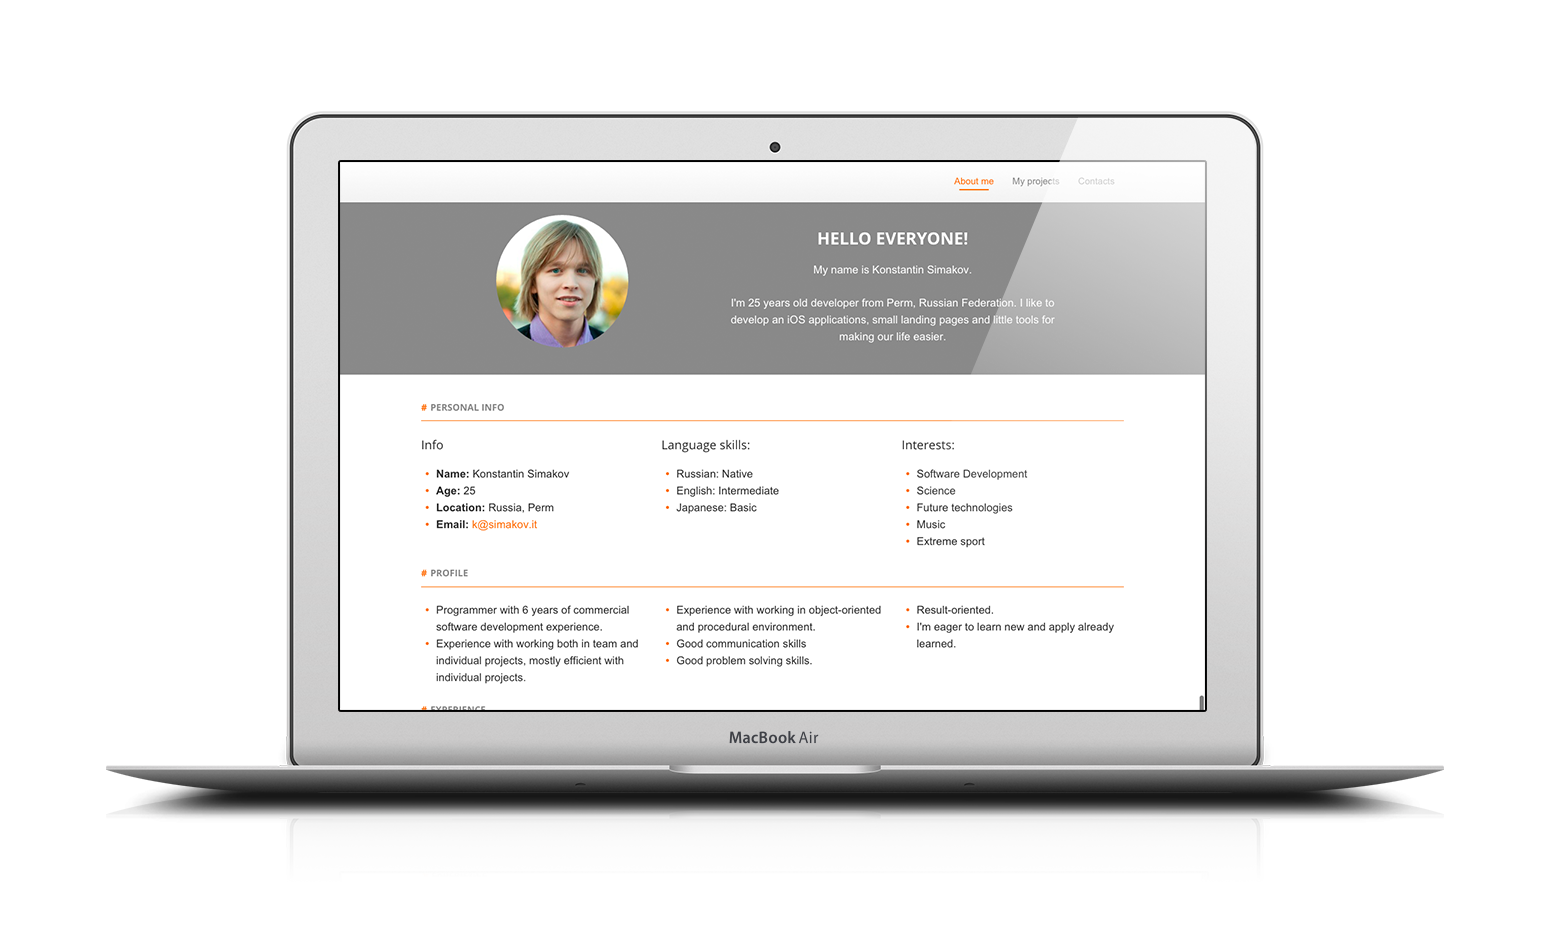 About me My projects Contacts
HELLO EVERYONE!
My name is Konstantin Simakov.
I'm 25 years old developer from Perm, Russian Federation. I like to
develop an iOS applications, small landing pages and little tools for
making our life easier.
# PERSONAL INFO
Info
• Name: Konstantin Simakov
• Age: 25
• Location: Russia, Perm
• Email: k@simakov.it
Language skills:
• Russian: Native
• English: Intermediate
• Japanese: Basic
Interests:
• Software Development
• Science
• Future technologies
• Music
• Extreme sport
# PROFILE
• Programmer with 6 years of commercial
software development experience.
• Experience with working both in team and
individual projects, mostly efficient with
individual projects.
• Experience with working in object-oriented
and procedural environment.
• Good communication skills
• Good problem solving skills.
• Result-oriented.
• I'm eager to learn new and apply already
learned.
# EXPERIENCE
MacBook Air